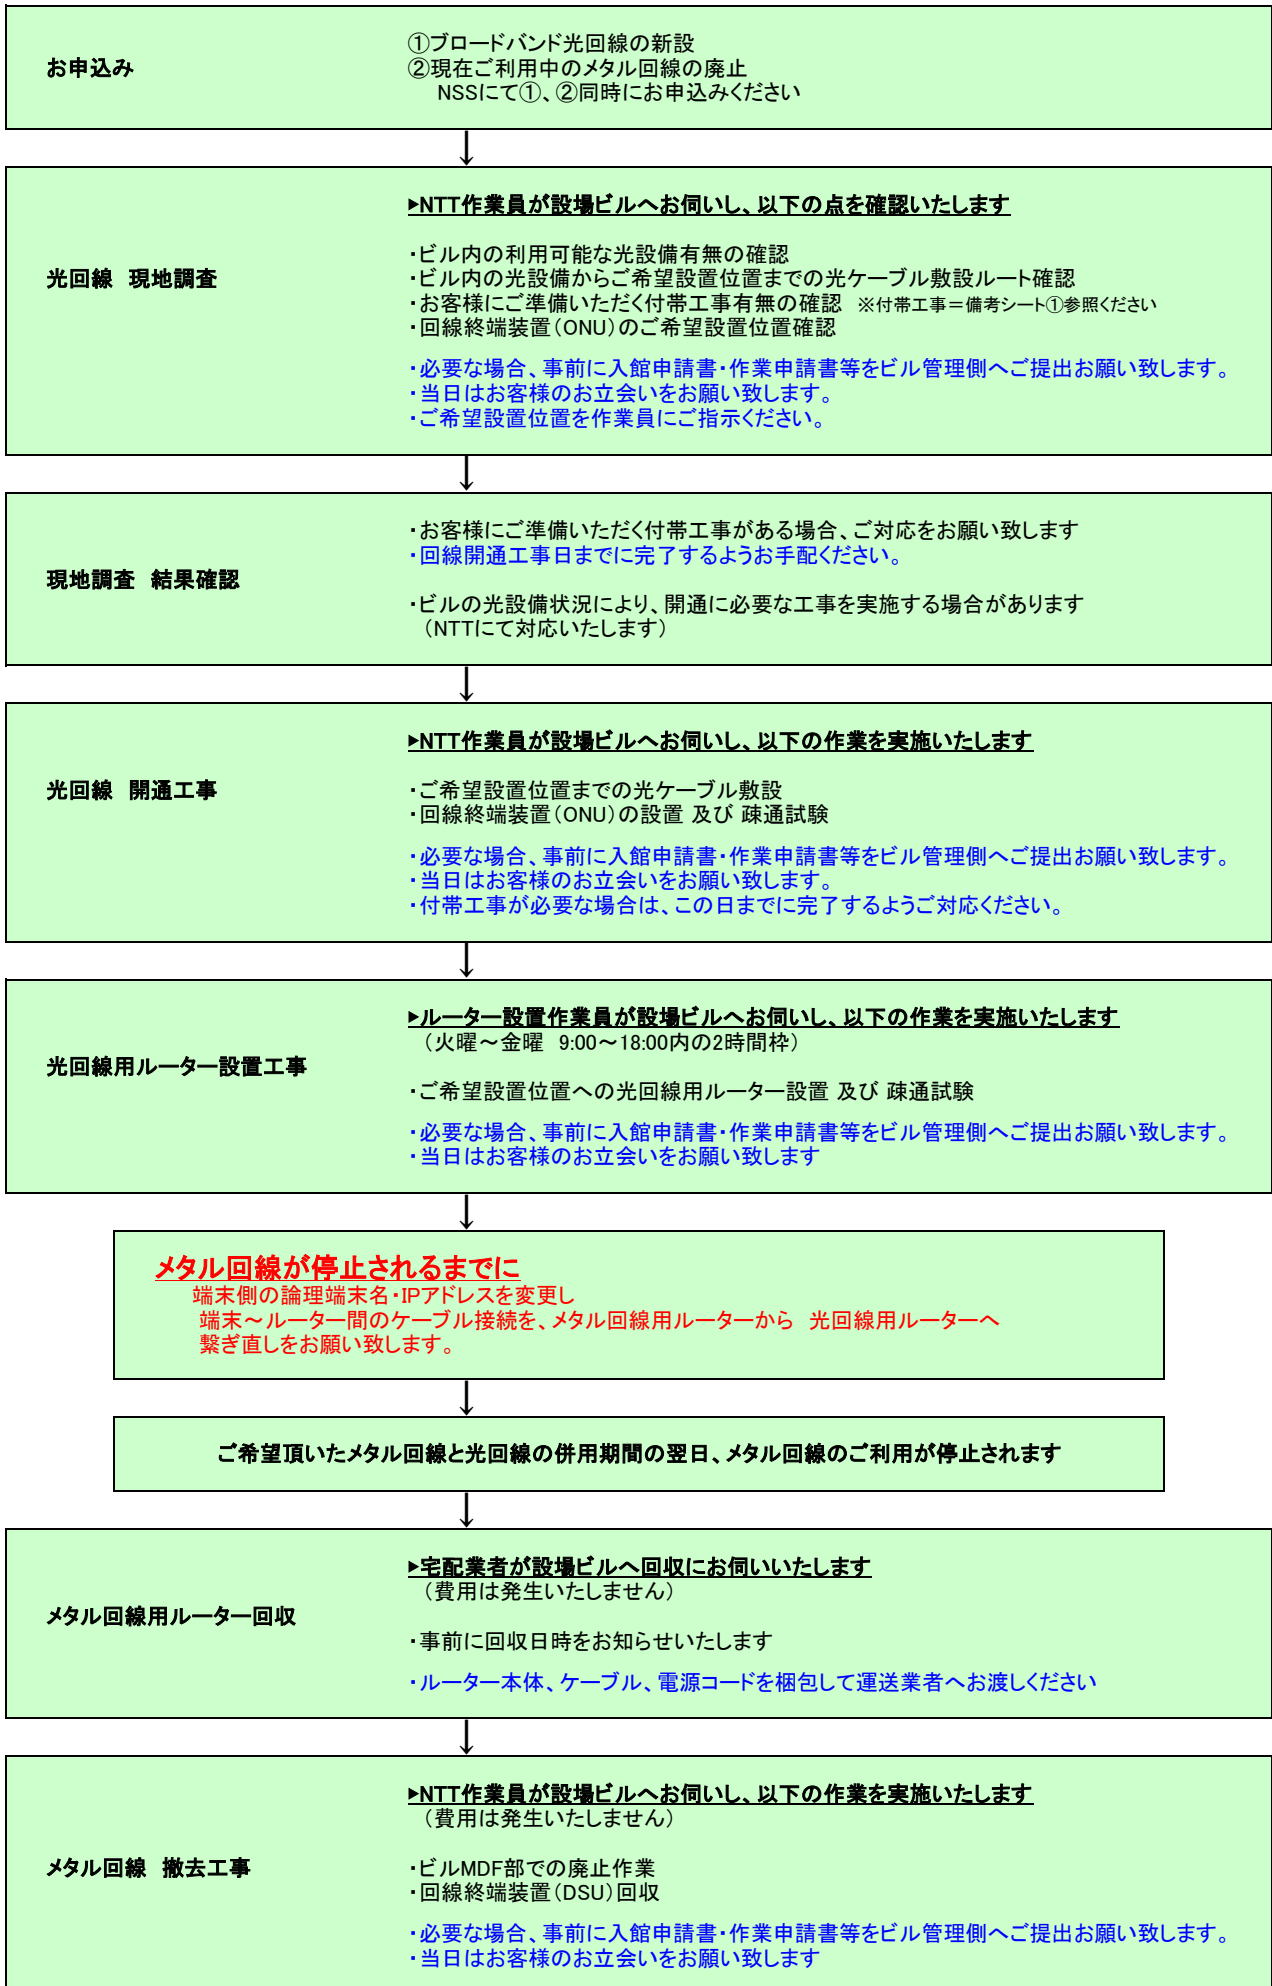 お申込み
①ブロードバンド光回線の新設
②現在ご利用中のメタル回線の廃止
NSSにて①、②同時にお申込みください
↓
光回線　現地調査
▶NTT作業員が設場ビルへお伺いし、以下の点を確認いたします
・ビル内の利用可能な光設備有無の確認
・ビル内の光設備からご希望設置位置までの光ケーブル敷設ルート確認
・お客様にご準備いただく付帯工事有無の確認　※付帯工事＝備考シート①参照ください
・回線終端装置（ONU）のご希望設置位置確認
・必要な場合、事前に入館申請書・作業申請書等をビル管理側へご提出お願い致します。
・当日はお客様のお立会いをお願い致します。
・ご希望設置位置を作業員にご指示ください。
↓
現地調査　結果確認
・お客様にご準備いただく付帯工事がある場合、ご対応をお願い致します
・回線開通工事日までに完了するようお手配ください。
・ビルの光設備状況により、開通に必要な工事を実施する場合があります
（NTTにて対応いたします）
↓
光回線　開通工事
▶NTT作業員が設場ビルへお伺いし、以下の作業を実施いたします
・ご希望設置位置までの光ケーブル敷設
・回線終端装置（ONU）の設置 及び 疎通試験
・必要な場合、事前に入館申請書・作業申請書等をビル管理側へご提出お願い致します。
・当日はお客様のお立会いをお願い致します。
・付帯工事が必要な場合は、この日までに完了するようご対応ください。
↓
光回線用ルーター設置工事
▶ルーター設置作業員が設場ビルへお伺いし、以下の作業を実施いたします
（火曜～金曜　9:00～18:00内の2時間枠）
・ご希望設置位置への光回線用ルーター設置 及び 疎通試験
・必要な場合、事前に入館申請書・作業申請書等をビル管理側へご提出お願い致します。
・当日はお客様のお立会いをお願い致します
↓
メタル回線が停止されるまでに
端末側の論理端末名・IPアドレスを変更し
端末～ルーター間のケーブル接続を、メタル回線用ルーターから　光回線用ルーターへ
繋ぎ直しをお願い致します。
↓
ご希望頂いたメタル回線と光回線の併用期間の翌日、メタル回線のご利用が停止されます
↓
メタル回線用ルーター回収
▶宅配業者が設場ビルへ回収にお伺いいたします
（費用は発生いたしません）
・事前に回収日時をお知らせいたします
・ルーター本体、ケーブル、電源コードを梱包して運送業者へお渡しください
↓
メタル回線　撤去工事
▶NTT作業員が設場ビルへお伺いし、以下の作業を実施いたします
（費用は発生いたしません）
・ビルMDF部での廃止作業
・回線終端装置（DSU）回収
・必要な場合、事前に入館申請書・作業申請書等をビル管理側へご提出お願い致します。
・当日はお客様のお立会いをお願い致します